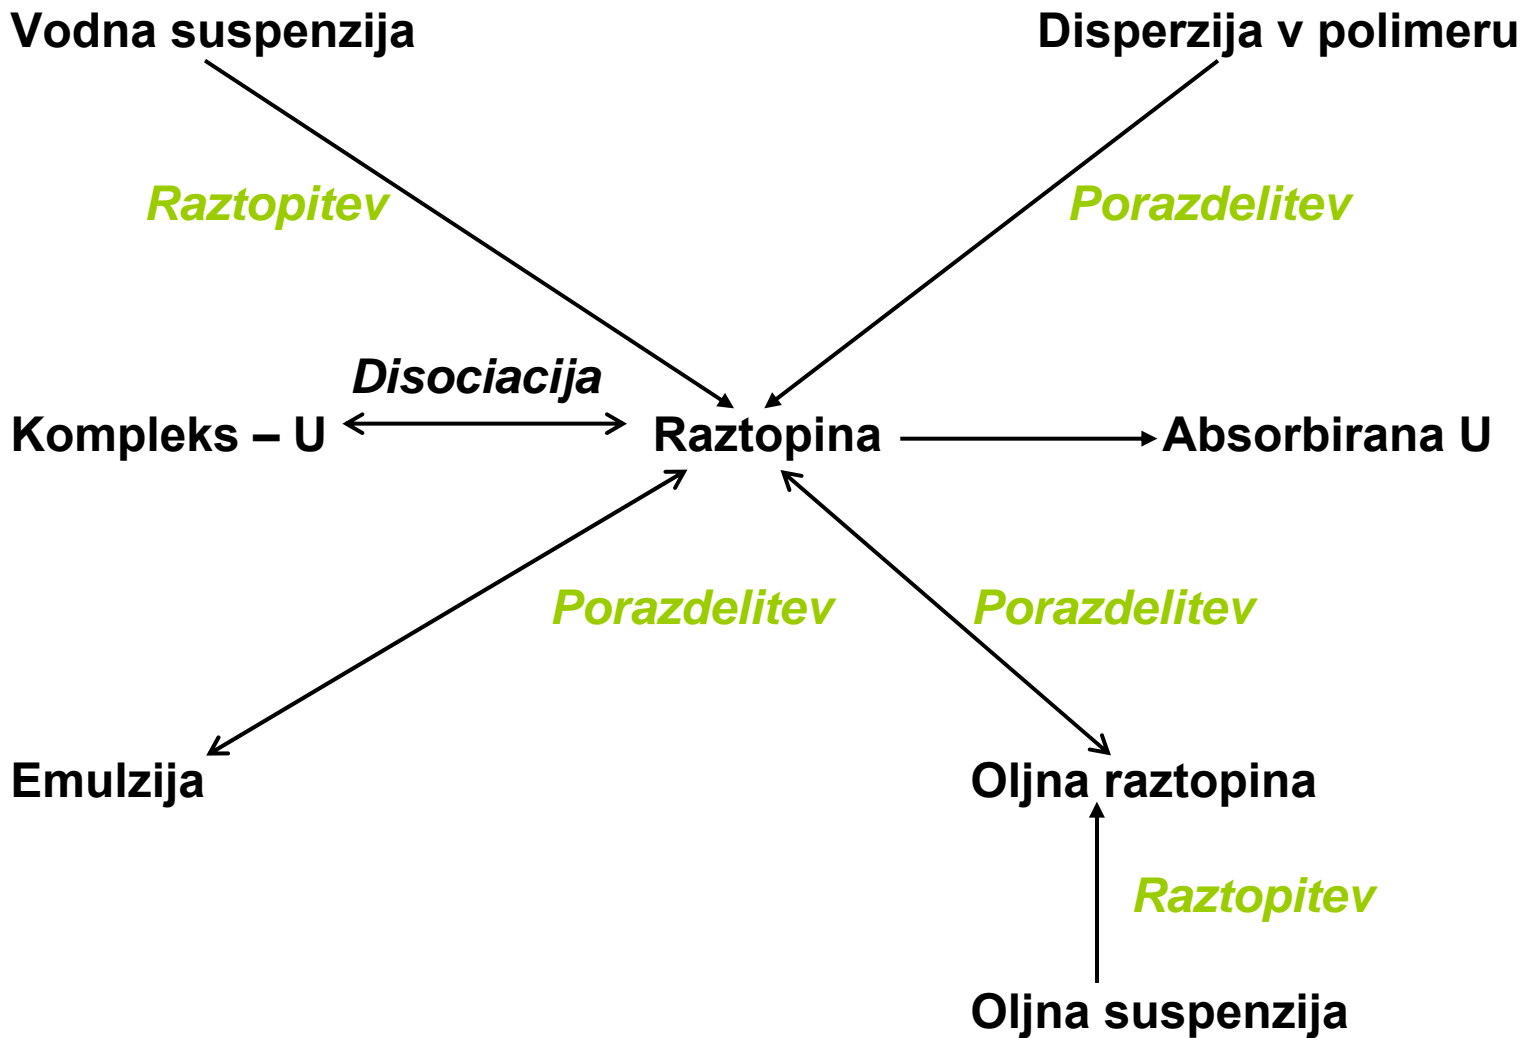 Vodna suspenzija
Disperzija v polimeru
Raztopitev
Porazdelitev
Disociacija
Kompleks – U
Raztopina
Absorbirana U
Porazdelitev
Porazdelitev
Emulzija
Oljna raztopina
Raztopitev
Oljna suspenzija